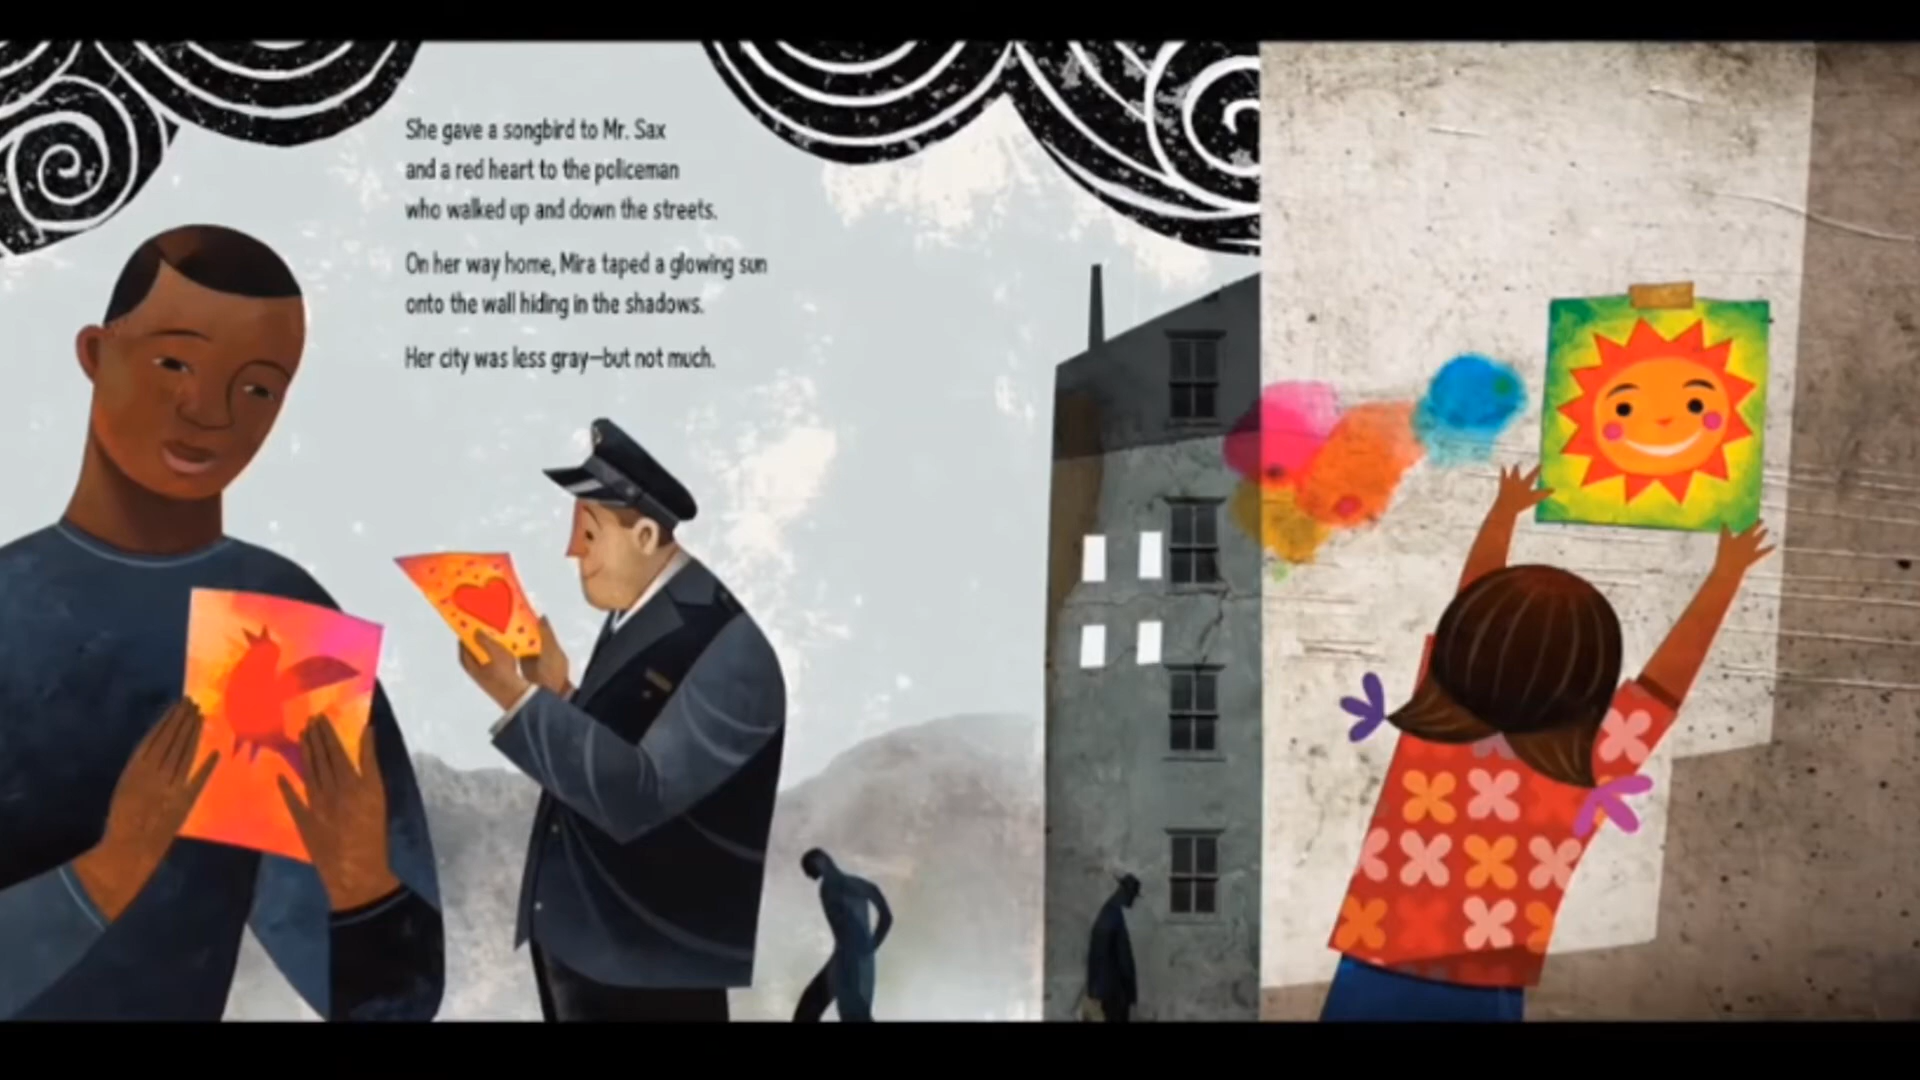 She gave a songbird to Mr. Sax
and a red heart to the policeman
who walked up and down the streets.
On her way home, Mira taped a glowing sun
onto the wall hiding in the shadows.
Her city was less gray—but not much.